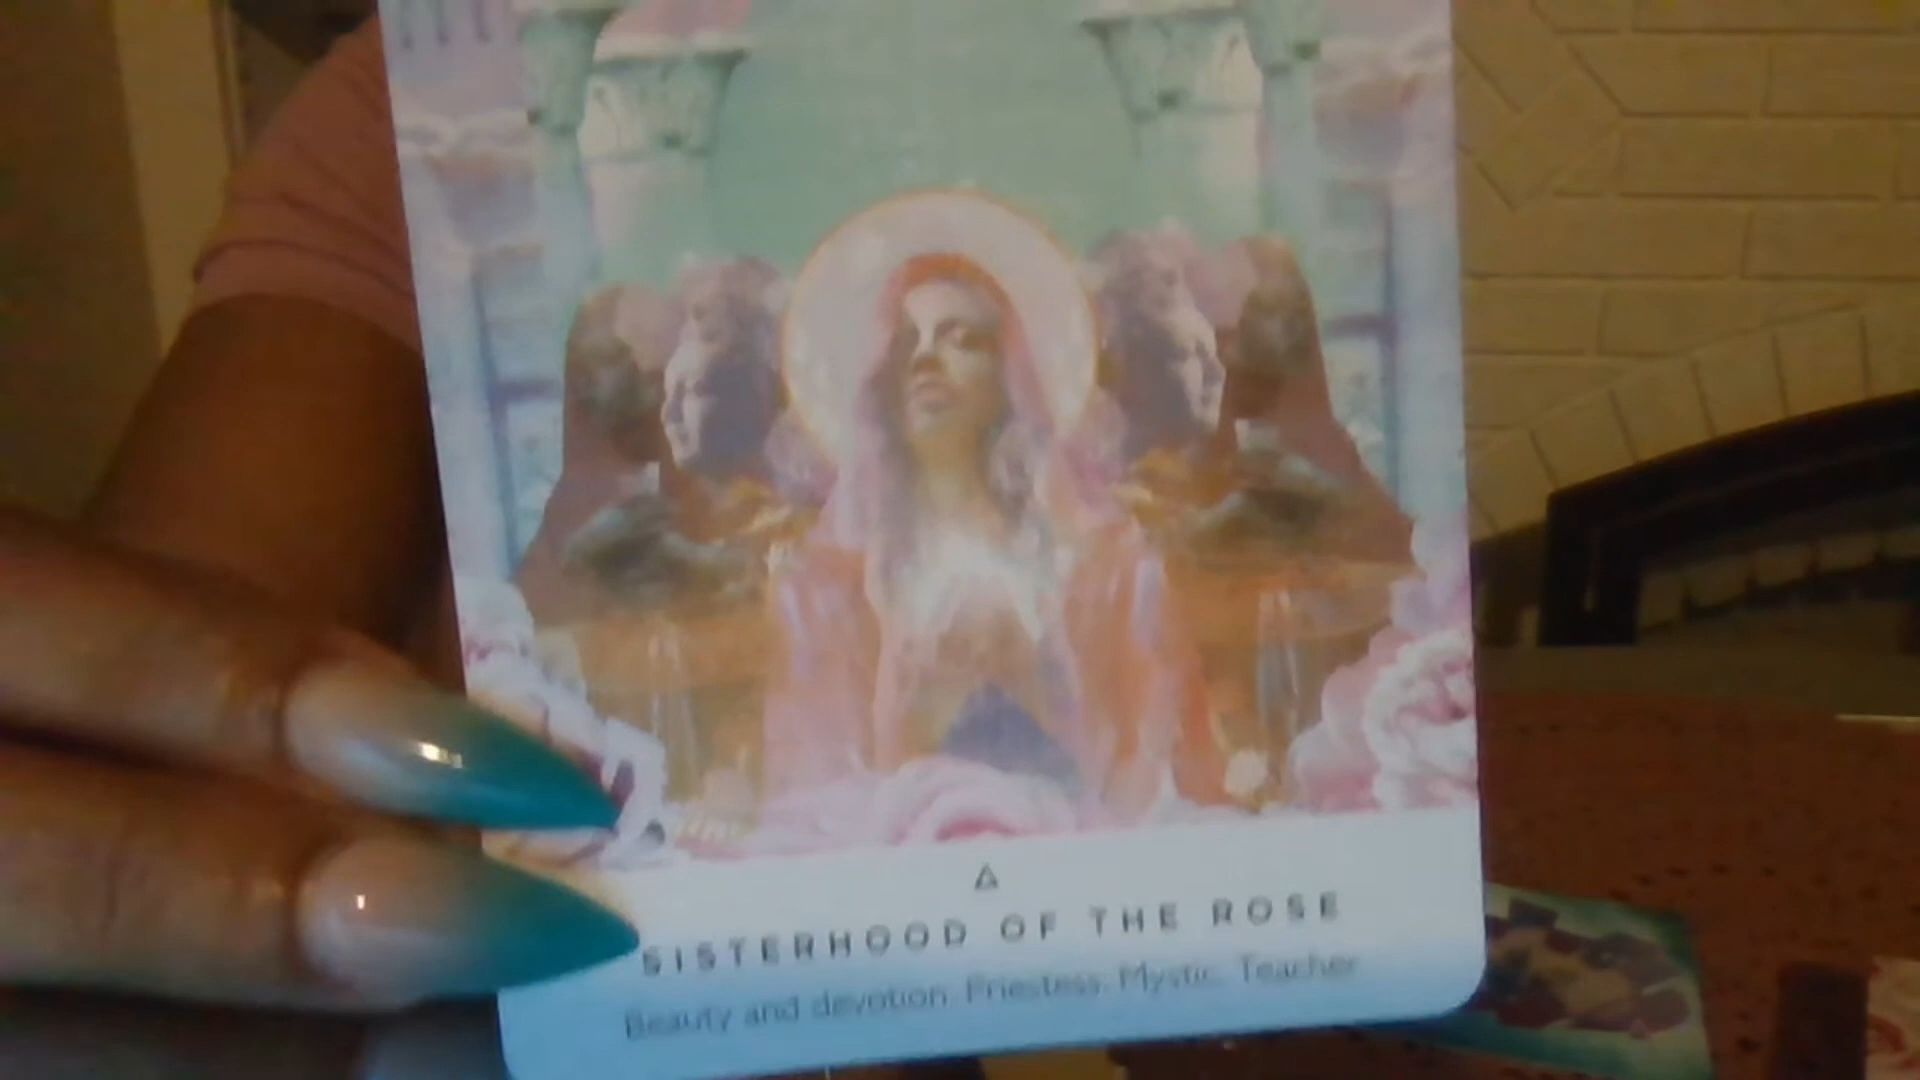 SISTERHOOD OF THE ROSE
Beauty and devotion. Priestess. Mystic. Teacher